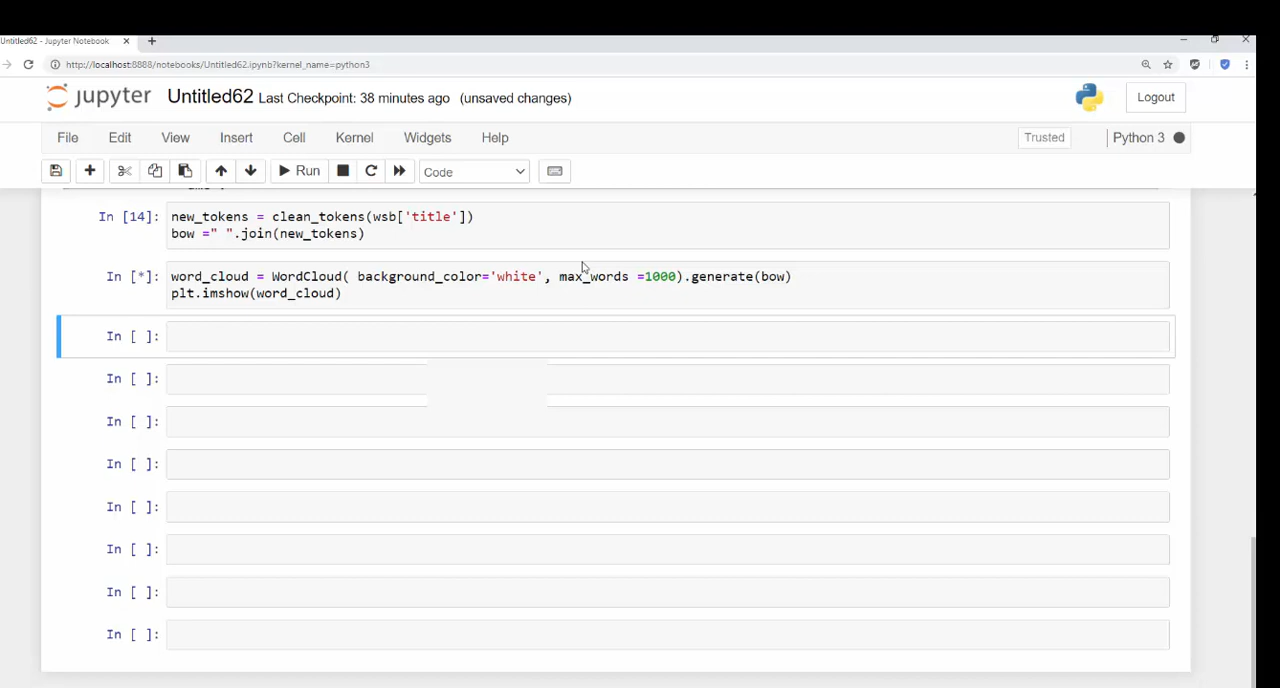 Untitled62 - Jupyter Notebook
http://localhost:8888/notebooks/Untitled62.ipynb?kernel_name=python3
jupyter Untitled62 Last Checkpoint: 38 minutes ago (unsaved changes) Logout
File Edit View Insert Cell Kernel Widgets Help Trusted Python 3
Run Code
In [14]: new_tokens = clean_tokens(wsb['title'])
bow =" ".join(new_tokens)
In [*]: word_cloud = WordCloud( background_color='white', max_words =1000).generate(bow)
plt.imshow(word_cloud)
In [ ]:
In [ ]:
In [ ]:
In [ ]:
In [ ]:
In [ ]:
In [ ]:
In [ ]: